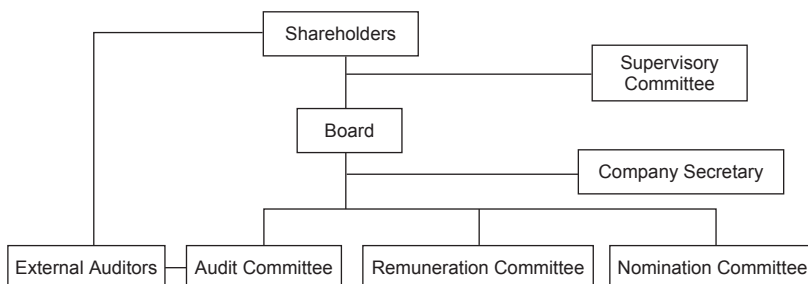 Shareholders
Supervisory
Committee
Board
Company Secretary
External Auditors
Audit Committee
Remuneration Committee
Nomination Committee